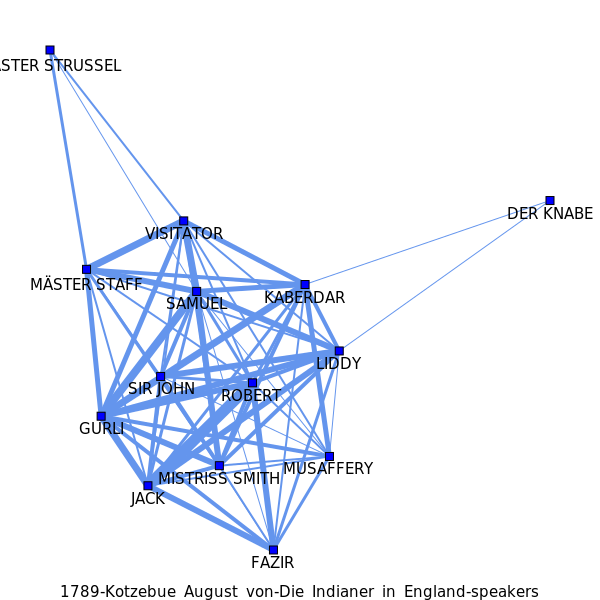 ASTER STRUSSEL
DER KNABE
VISITATOR
MÄSTER STAFF
SAMUEL
KABERDAR
LIDDY
SIR JOHN
ROBERT
GURLI
MUSAFFERY
MISTRISS SMITH
JACK
FAZIR
1789-Kotzebue August von-Die Indianer in England-speakers